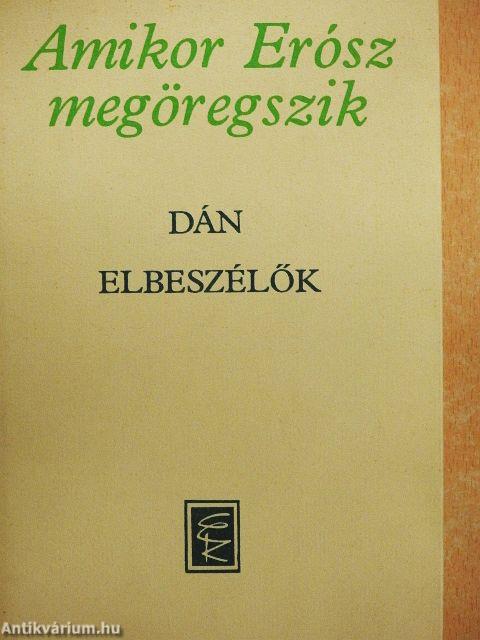 Amikor Erósz
megöregszik
DÁN
ELBESZÉLŐK
Antikvárium.hu